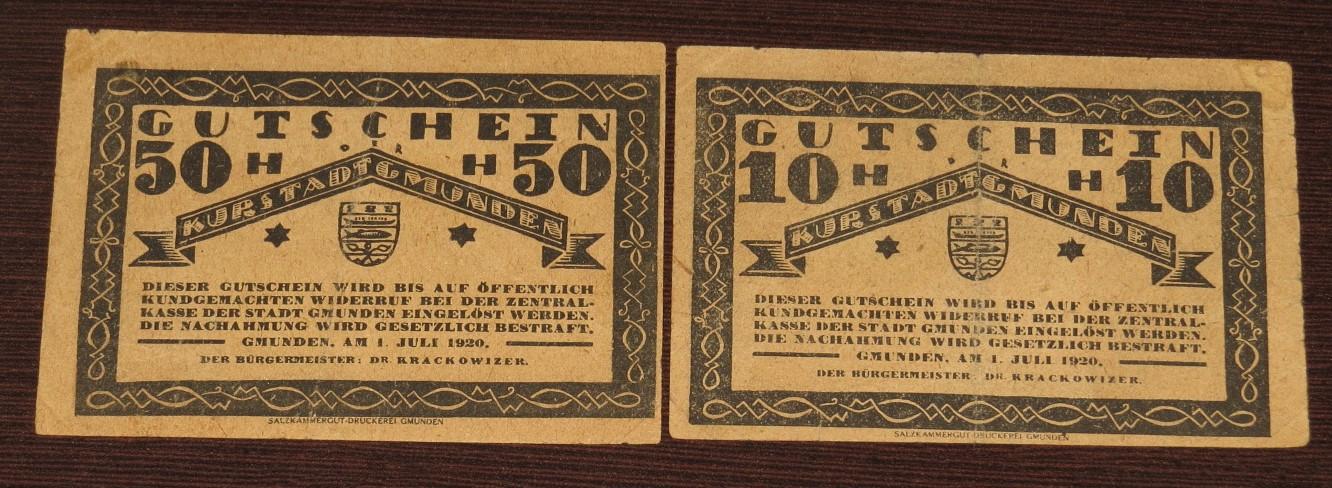 GUTSCHEIN
50 H H 50
DER
KURSTADT GMUNDEN
DIESER GUTSCHEIN WIRD BIS AUF ÖFFENTLICH
KUNDGEMACHTEN WIDERRUF BEI DER ZENTRAL-
KASSE DER STADT GMUNDEN EINGELÖST WERDEN.
DIE NACHAHMUNG WIRD GESETZLICH BESTRAFT.
GMUNDEN, AM 1. JULI 1920.
DER BÜRGERMEISTER: DR. KRACKOWIZER.
SALZKAMMERGUT-DRUCKEREI GMUNDEN
GUTSCHEIN
10 H H 10
DER
KURSTADT GMUNDEN
DIESER GUTSCHEIN WIRD BIS AUF ÖFFENTLICH
KUNDGEMACHTEN WIDERRUF BEI DER ZENTRAL-
KASSE DER STADT GMUNDEN EINGELÖST WERDEN.
DIE NACHAHMUNG WIRD GESETZLICH BESTRAFT.
GMUNDEN, AM 1. JULI 1920.
DER BÜRGERMEISTER: DR. KRACKOWIZER.
SALZKAMMERGUT-DRUCKEREI GMUNDEN